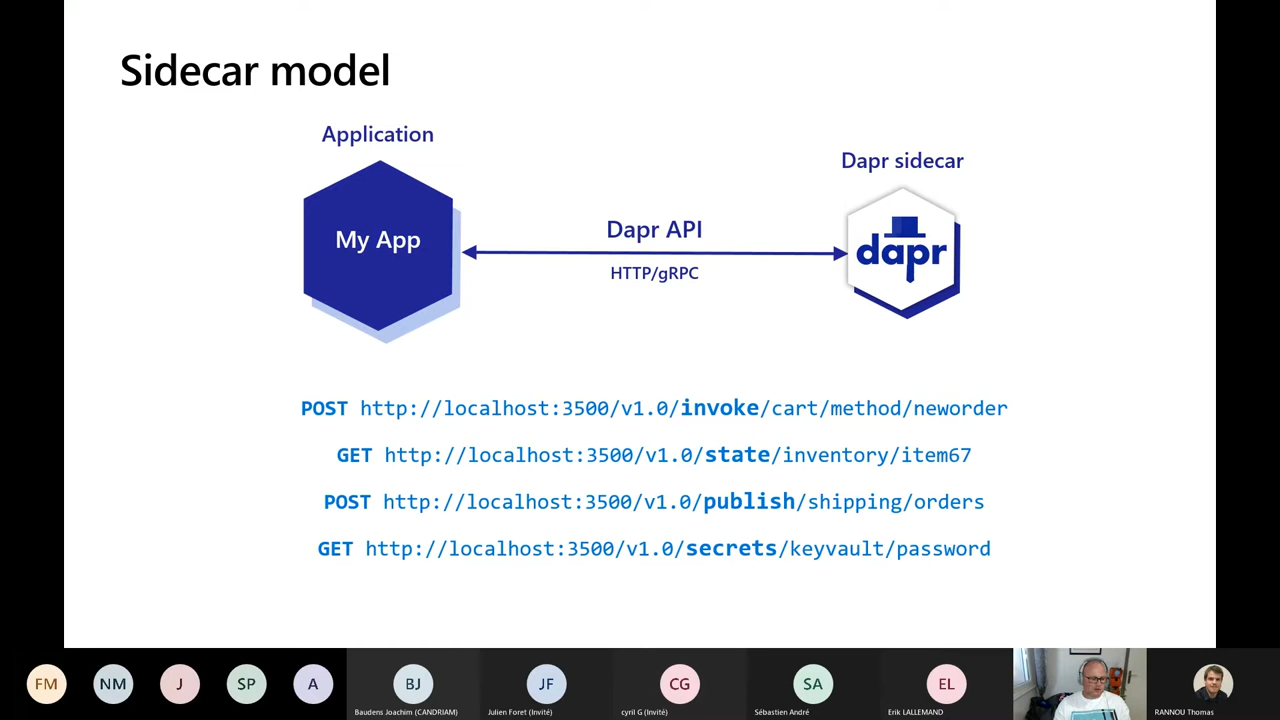 Sidecar model
Application
Dapr sidecar
My App
Dapr API
dapr
HTTP/gRPC
POST http://localhost:3500/v1.0/invoke/cart/method/neworder
GET http://localhost:3500/v1.0/state/inventory/item67
POST http://localhost:3500/v1.0/publish/shipping/orders
GET http://localhost:3500/v1.0/secrets/keyvault/password
FM NM J SP A BJ JF CG SA EL
Baudens Joachim (CANDRIAM) Julien Foret (Invité) cyril G (Invité) Sébastien André Erik LALLEMAND RANNOU Thomas